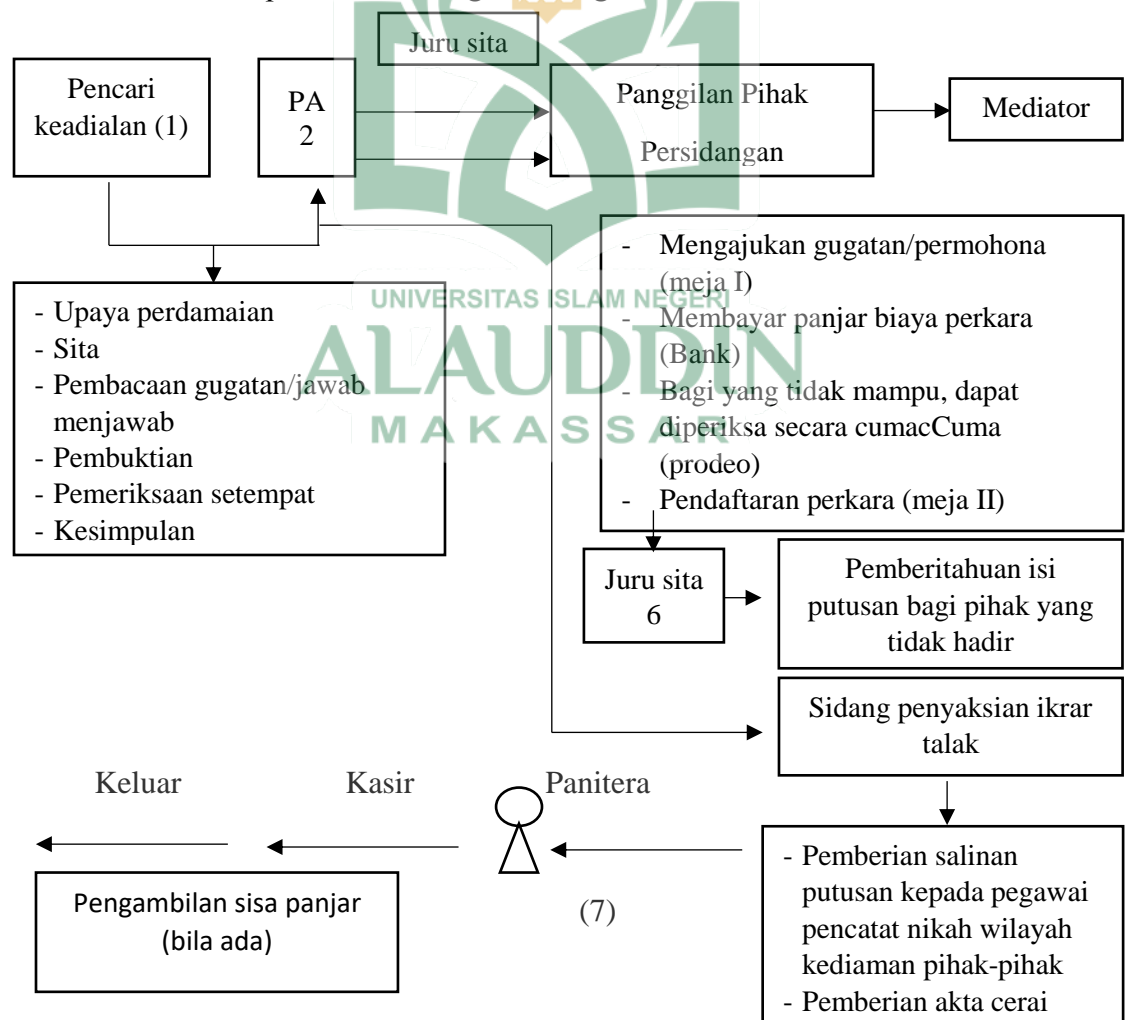 Juru sita
Pencari
keadialan (1)
PA
2
Panggilan Pihak
Persidangan
Mediator
- Mengajukan gugatan/permohona
(meja I)
- Membayar panjar biaya perkara
(Bank)
- Bagi yang tidak mampu, dapat
diperiksa secara cumacCuma
(prodeo)
- Pendaftaran perkara (meja II)
- Upaya perdamaian
- Sita
- Pembacaan gugatan/jawab
menjawab
- Pembuktian
- Pemeriksaan setempat
- Kesimpulan
UNIVERSITAS ISLAM NEGERI
ALAUDDIN
MAKASSAR
Juru sita
6
Pemberitahuan isi
putusan bagi pihak yang
tidak hadir
Sidang penyaksian ikrar
talak
Keluar
Kasir
Panitera
(7)
Pengambilan sisa panjar
(bila ada)
- Pemberian salinan
putusan kepada pegawai
pencatat nikah wilayah
kediaman pihak-pihak
- Pemberian akta cerai